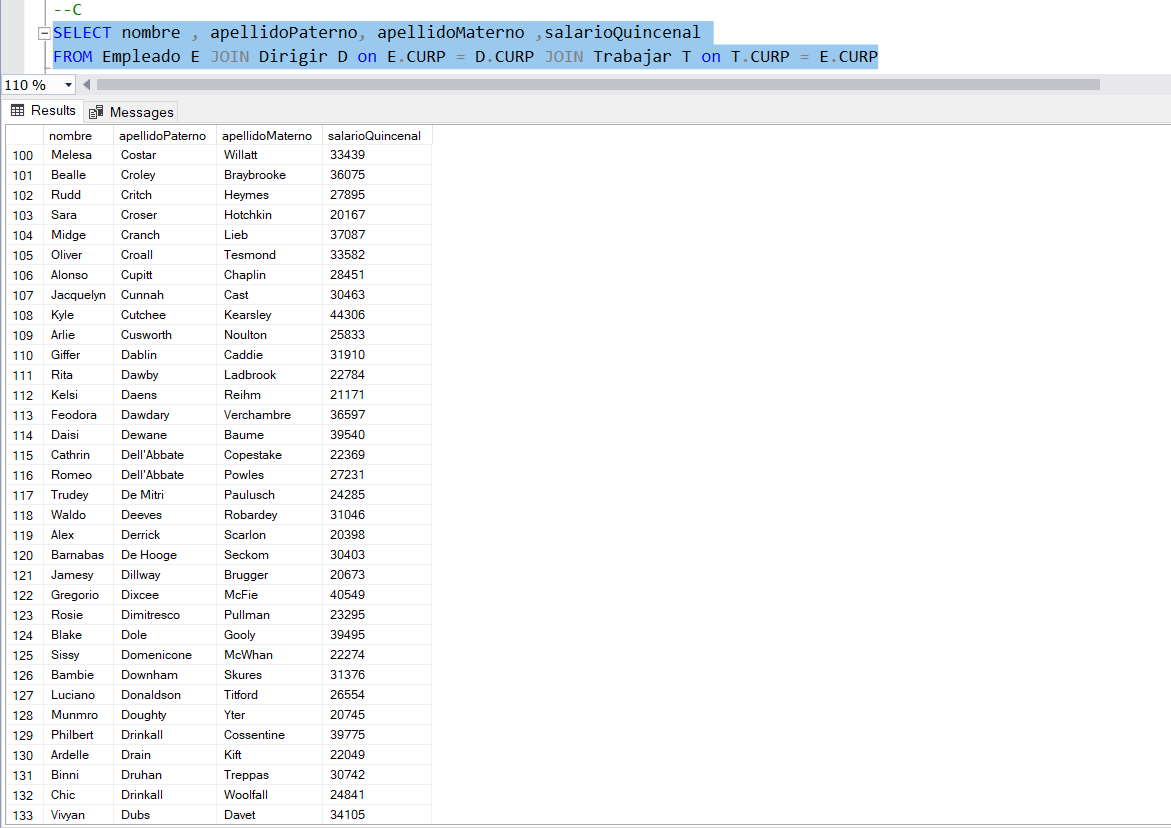 --C
SELECT nombre , apellidoPaterno, apellidoMaterno ,salarioQuincenal
FROM Empleado E JOIN Dirigir D on E.CURP = D.CURP JOIN Trabajar T on T.CURP = E.CURP
110 %
Results Messages
nombre apellidoPaterno apellidoMaterno salarioQuincenal
100 Melesa Costar Willatt 33439
101 Bealle Croley Braybrooke 36075
102 Rudd Critch Heymes 27895
103 Sara Croser Hotchkin 20167
104 Midge Cranch Lieb 37087
105 Oliver Croall Tesmond 33582
106 Alonso Cupitt Chaplin 28451
107 Jacquelyn Cunnah Cast 30463
108 Kyle Cutchee Kearsley 44306
109 Arlie Cusworth Noulton 25833
110 Giffer Dablin Caddie 31910
111 Rita Dawby Ladbrook 22784
112 Kelsi Daens Reihm 21171
113 Feodora Dawdary Verchambre 36597
114 Daisi Dewane Baume 39540
115 Cathrin Dell'Abbate Copestake 22369
116 Romeo Dell'Abbate Powles 27231
117 Trudey De Mitri Paulusch 24285
118 Waldo Deeves Robardey 31046
119 Alex Derrick Scarlon 20398
120 Barnabas De Hooge Seckom 30403
121 Jamesy Dillway Brugger 20673
122 Gregorio Dixcee McFie 40549
123 Rosie Dimitresco Pullman 23295
124 Blake Dole Gooly 39495
125 Sissy Domenicone McWhan 22274
126 Bambie Downham Skures 31376
127 Luciano Donaldson Titford 26554
128 Munmro Doughty Yter 20745
129 Philbert Drinkall Cossentine 39775
130 Ardelle Drain Kift 22049
131 Binni Druhan Treppas 30742
132 Chic Drinkall Woolfall 24841
133 Vivyan Dubs Davet 34105